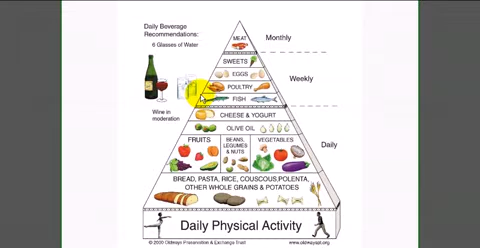 Daily Beverage
Recommendations:
6 Glasses of Water
Wine in
moderation
MEAT
Monthly
SWEETS
EGGS
POULTRY
FISH
Weekly
CHEESE & YOGURT
OLIVE OIL
FRUITS
BEANS,
LEGUMES
& NUTS
VEGETABLES
Daily
BREAD, PASTA, RICE, COUSCOUS,POLENTA,
OTHER WHOLE GRAINS & POTATOES
Daily Physical Activity
© 2000 Oldways Preservation & Exchange Trust
www.oldwayspt.org